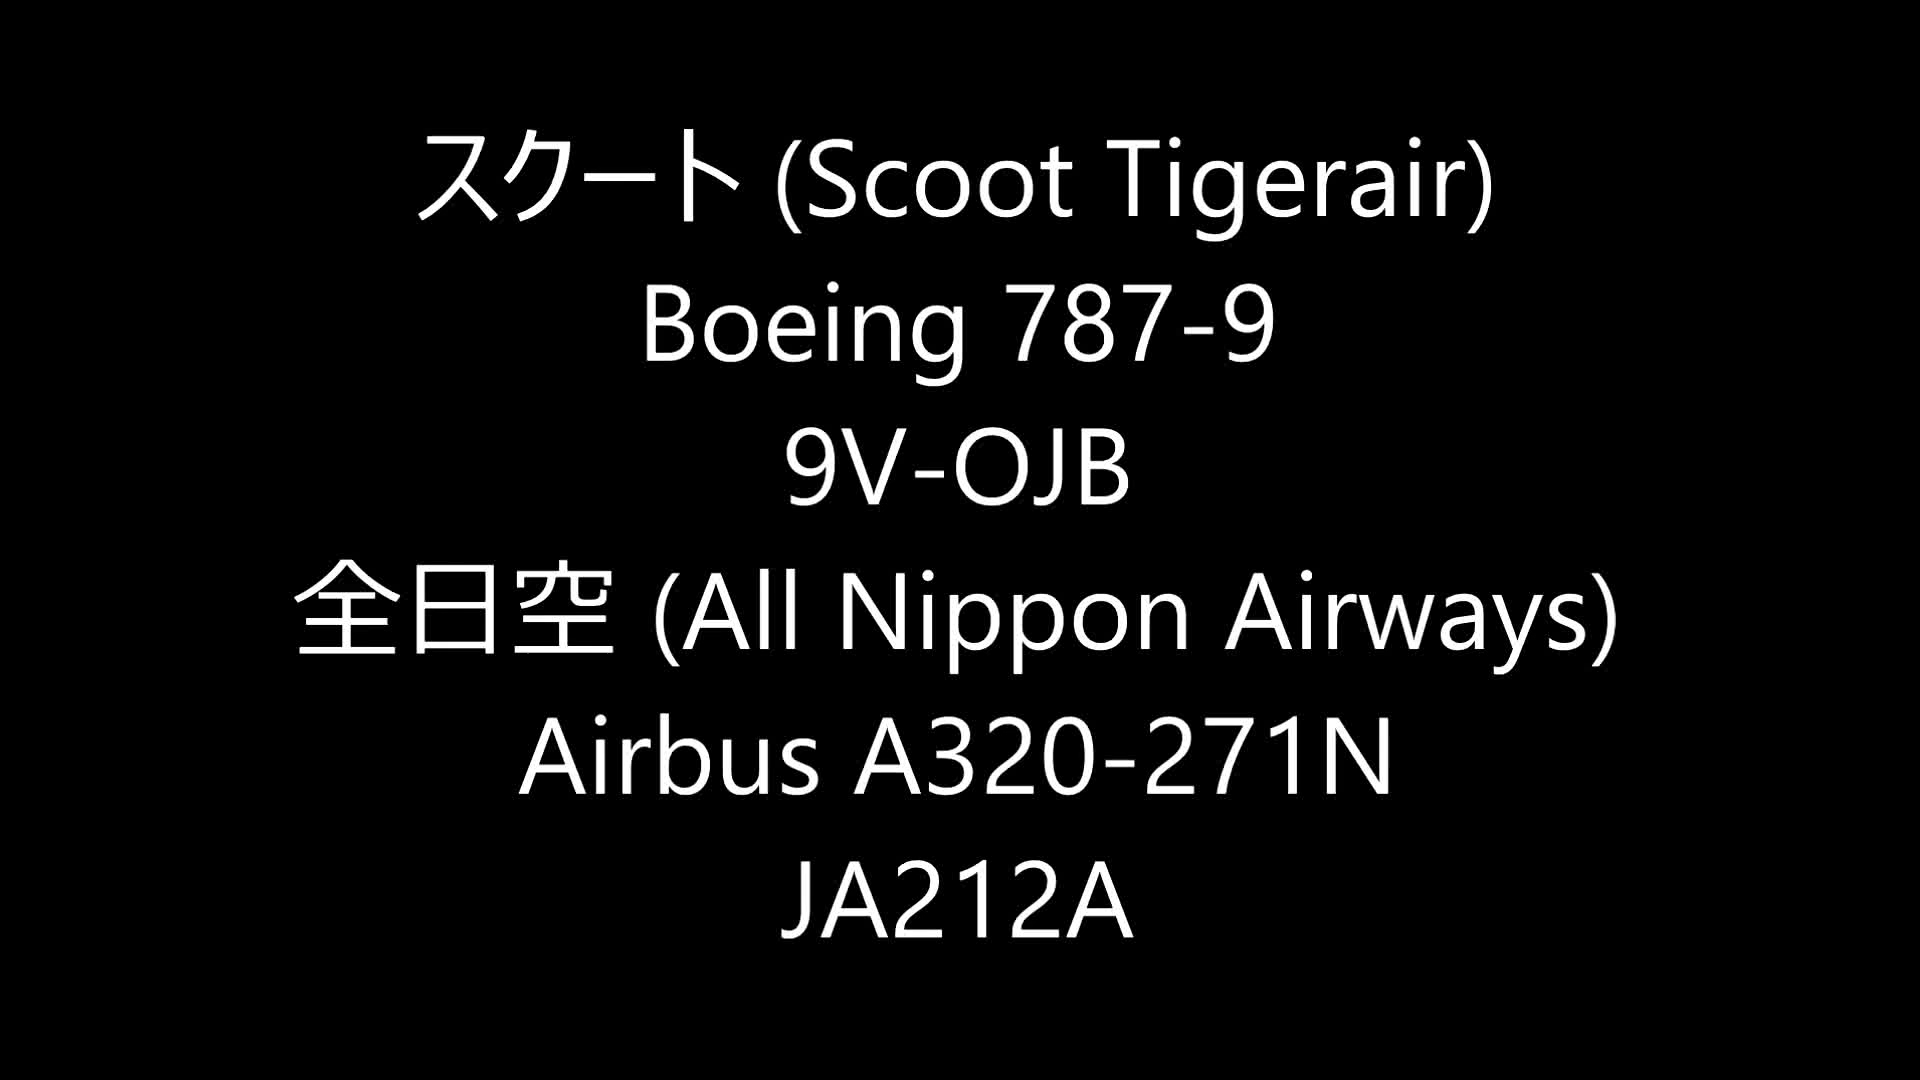 スクート (Scoot Tigerair)
Boeing 787-9
9V-OJB
全日空 (All Nippon Airways)
Airbus A320-271N
JA212A